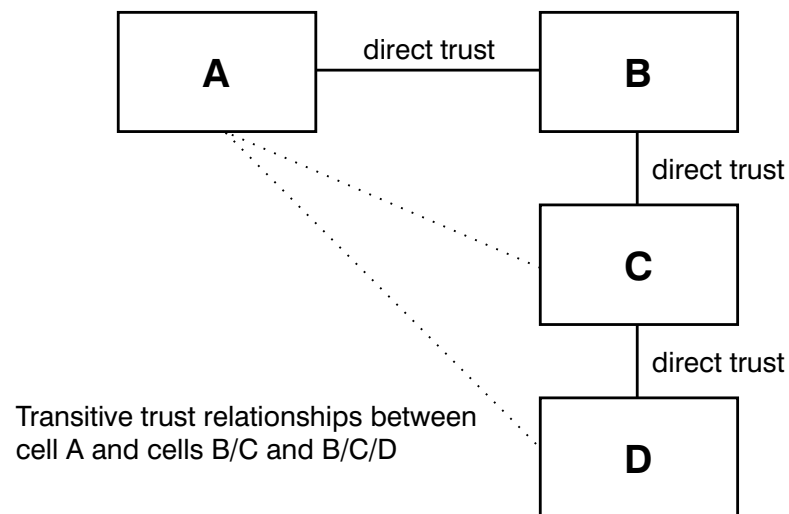 A
direct trust
B
direct trust
C
direct trust
Transitive trust relationships between
cell A and cells B/C and B/C/D
D